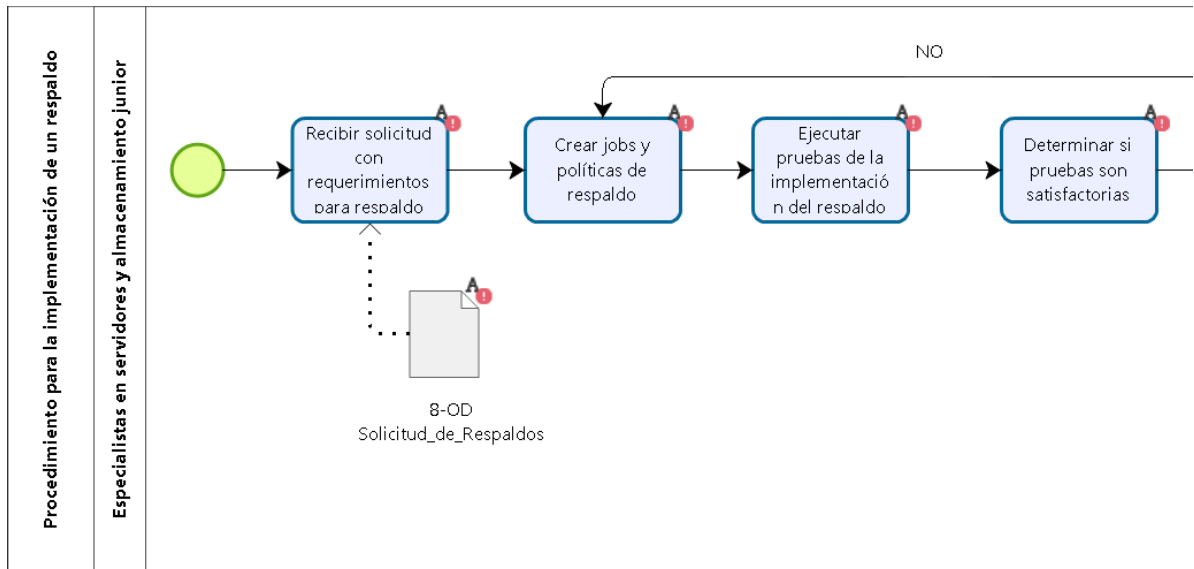 Procedimiento para la implementación de un respaldo
Especialistas en servidores y almacenamiento junior
NO
A
Recibir solicitud
con
requerimientos
para respaldo
A
Crear jobs y
políticas de
respaldo
A
Ejecutar
pruebas de la
implementació
n del respaldo
A
Determinar si
pruebas son
satisfactorias
A
8-OD
Solicitud_de_Respaldos